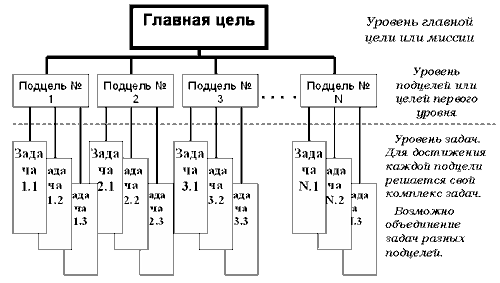 Главная цель
Уровень главной
цели или миссии
Подцель №
1
Подцель №
2
Подцель №
3
. . . .
Подцель №
N
Уровень
подцелей или
целей первого
уровня
Зада
ча
1.1
ада
ча
1.2
ада
ча
1.3
Зада
ча
2.1
ада
ча
2.2
ада
ча
2.3
Зада
ча
3.1
ада
ча
3.2
ада
ча
3.3
Зада
ча
N.1
ада
ча
N.2
ада
ча
N.3
Уровень задач.
Для достижения
каждой подцели
решается свой
комплекс задач.
Возможно
объединение
задач разных
подцелей.